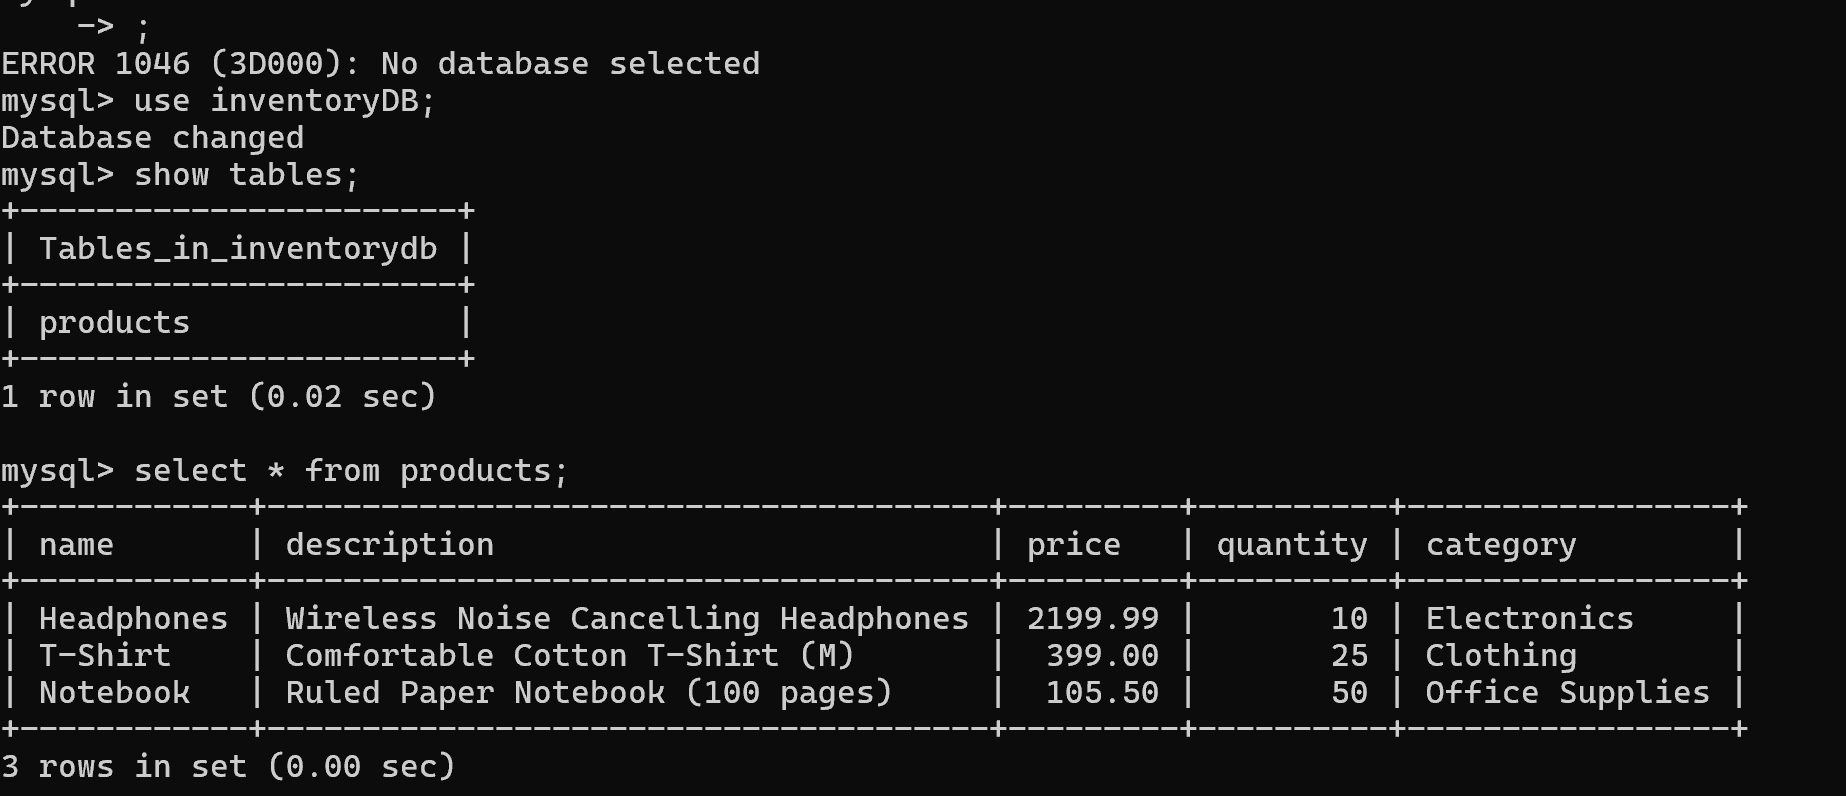 -> ;
ERROR 1046 (3D000): No database selected
mysql> use inventoryDB;
Database changed
mysql> show tables;
+-----------------------+
| Tables_in_inventorydb |
+-----------------------+
| products              |
+-----------------------+
1 row in set (0.02 sec)

mysql> select * from products;
+------------+--------------------------------------+---------+----------+-----------------+
| name       | description                          | price   | quantity | category        |
+------------+--------------------------------------+---------+----------+-----------------+
| Headphones | Wireless Noise Cancelling Headphones | 2199.99 |       10 | Electronics     |
| T-Shirt    | Comfortable Cotton T-Shirt (M)       |  399.00 |       25 | Clothing        |
| Notebook   | Ruled Paper Notebook (100 pages)     |  105.50 |       50 | Office Supplies |
+------------+--------------------------------------+---------+----------+-----------------+
3 rows in set (0.00 sec)